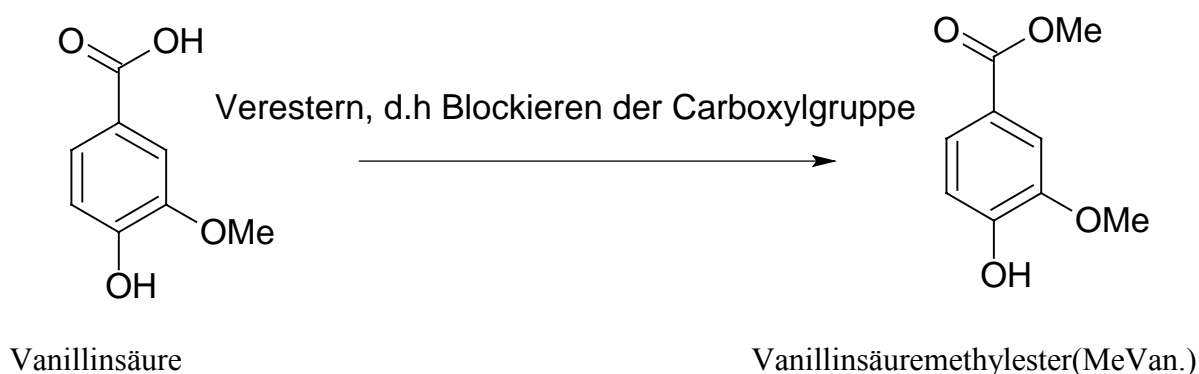 O OH
O OMe
Verestern, d.h Blockieren der Carboxylgruppe
OMe
OMe
OH
OH
Vanillinsäure
Vanillinsäuremethylester(MeVan.)